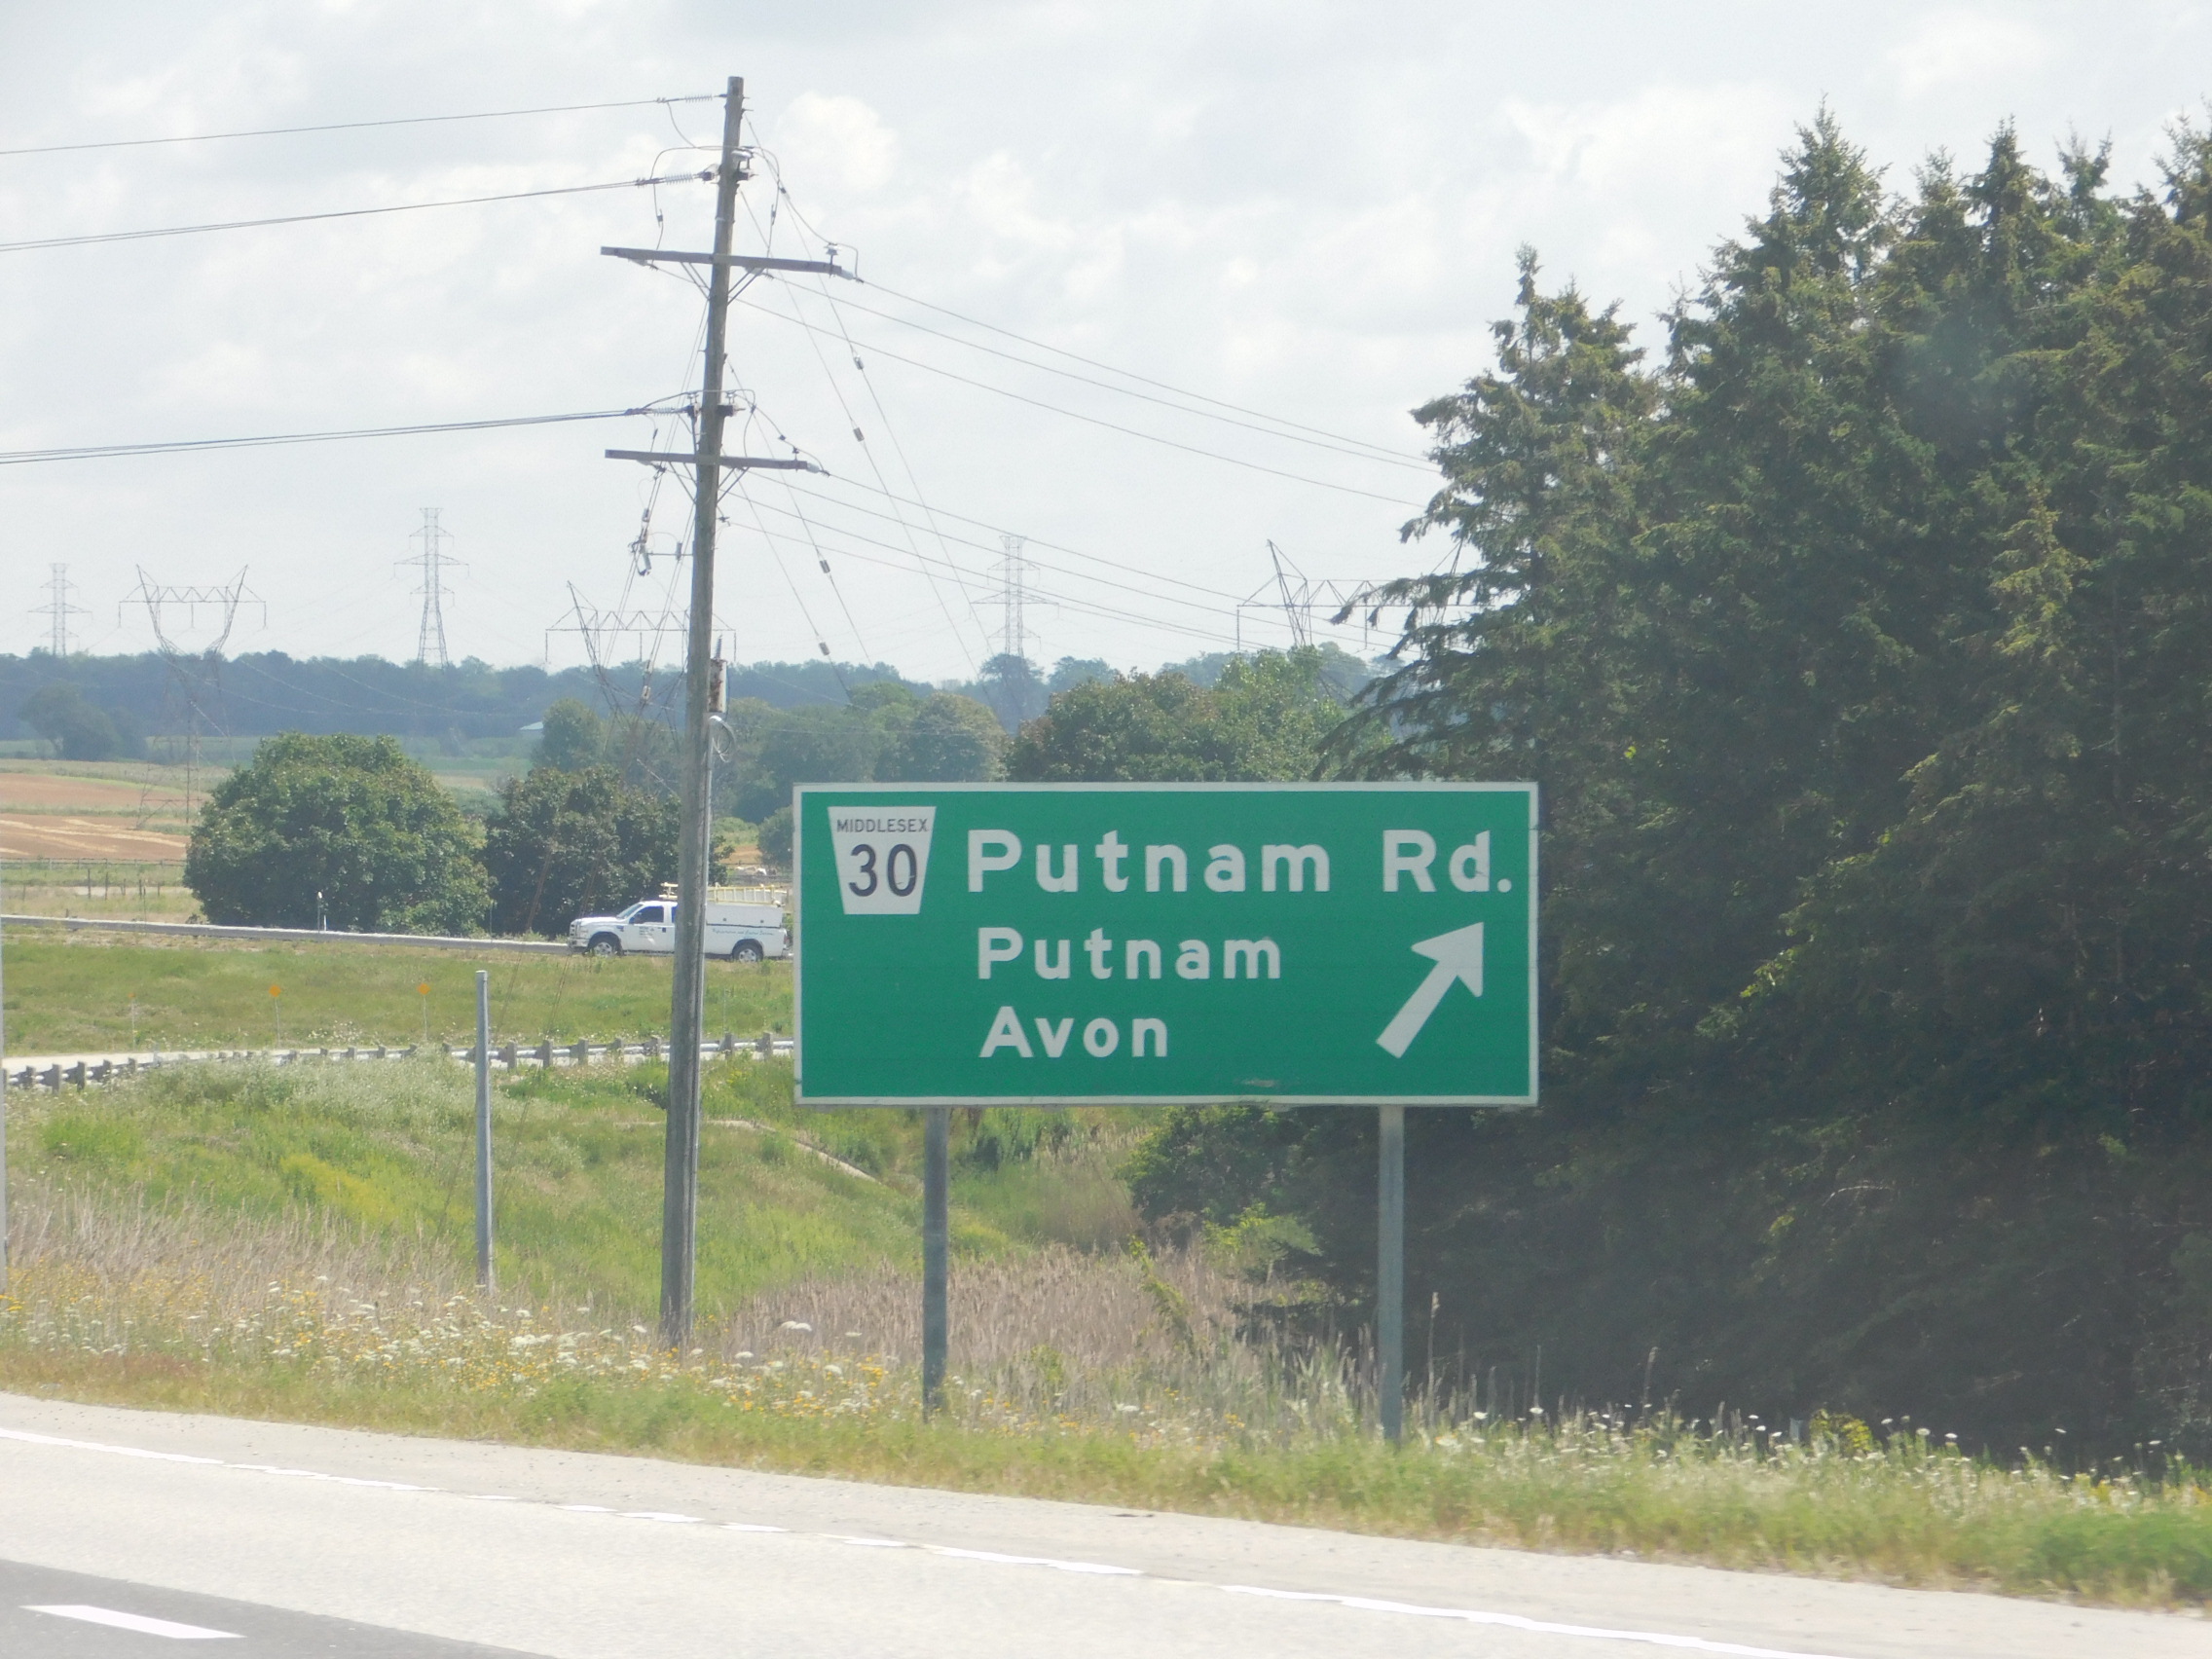 MIDDLESEX
30
Putnam Rd.
Putnam
Avon